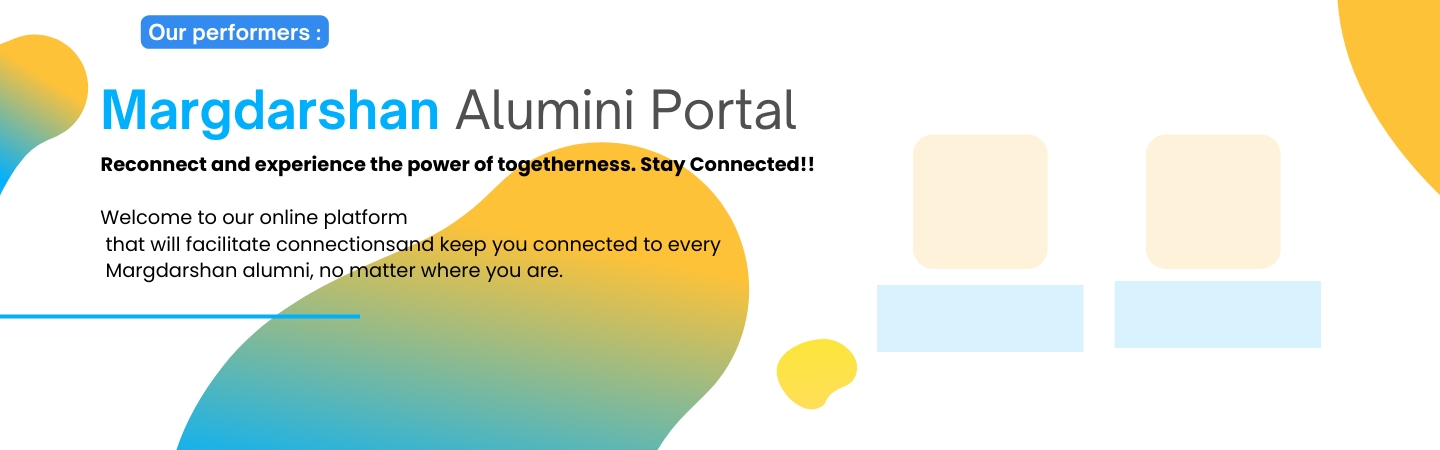 Our performers :
Margdarshan Alumini Portal
Reconnect and experience the power of togetherness. Stay Connected!!
Welcome to our online platform
that will facilitate connectionsand keep you connected to every
Margdarshan alumni, no matter where you are.